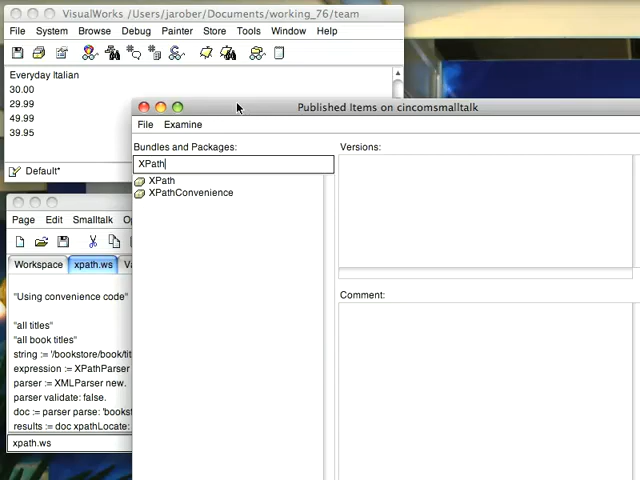 VisualWorks /Users/jarober/Documents/working_76/team
File System Browse Debug Painter Store Tools Window Help
Everyday Italian
30.00
29.99
49.99
39.95
Default*
Published Items on cincomsmalltalk
File Examine
Bundles and Packages:
Versions:
XPath
XPath
XPathConvenience
Comment:
Page Edit Smalltalk
Workspace xpath.ws
"Using convenience code"
"all titles"
"all book titles"
string := '/bookstore/book/tit
expression := XPathParser
parser := XMLParser new.
parser validate: false.
doc := parser parse: 'books
results := doc xpathLocate:
xpath.ws